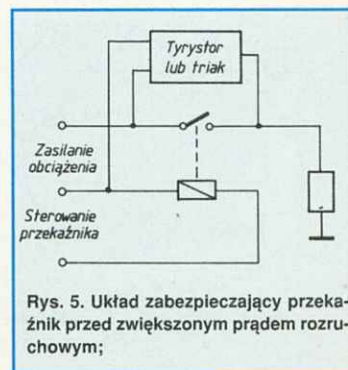 Tyrystor
lub triak
Zasilanie
obciążenia
Sterowanie
przekaźnika
Rys. 5. Układ zabezpieczający przeka-
źnik przed zwiększonym prądem rozru-
chowym;